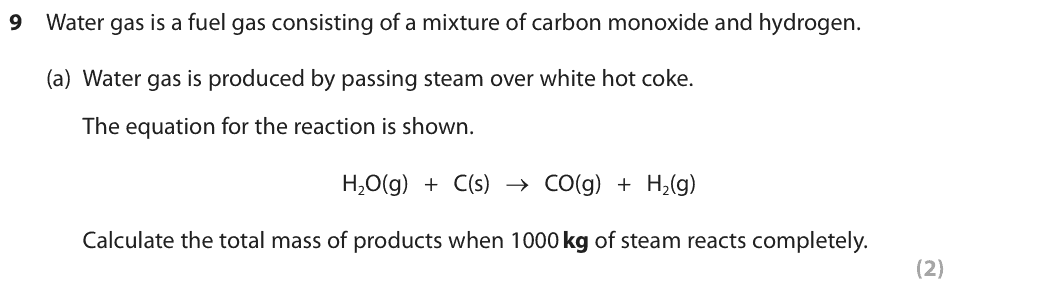 9 Water gas is a fuel gas consisting of a mixture of carbon monoxide and hydrogen.
(a) Water gas is produced by passing steam over white hot coke.
The equation for the reaction is shown.
H₂O(g) + C(s) → CO(g) + H₂(g)
Calculate the total mass of products when 1000 kg of steam reacts completely.
(2)